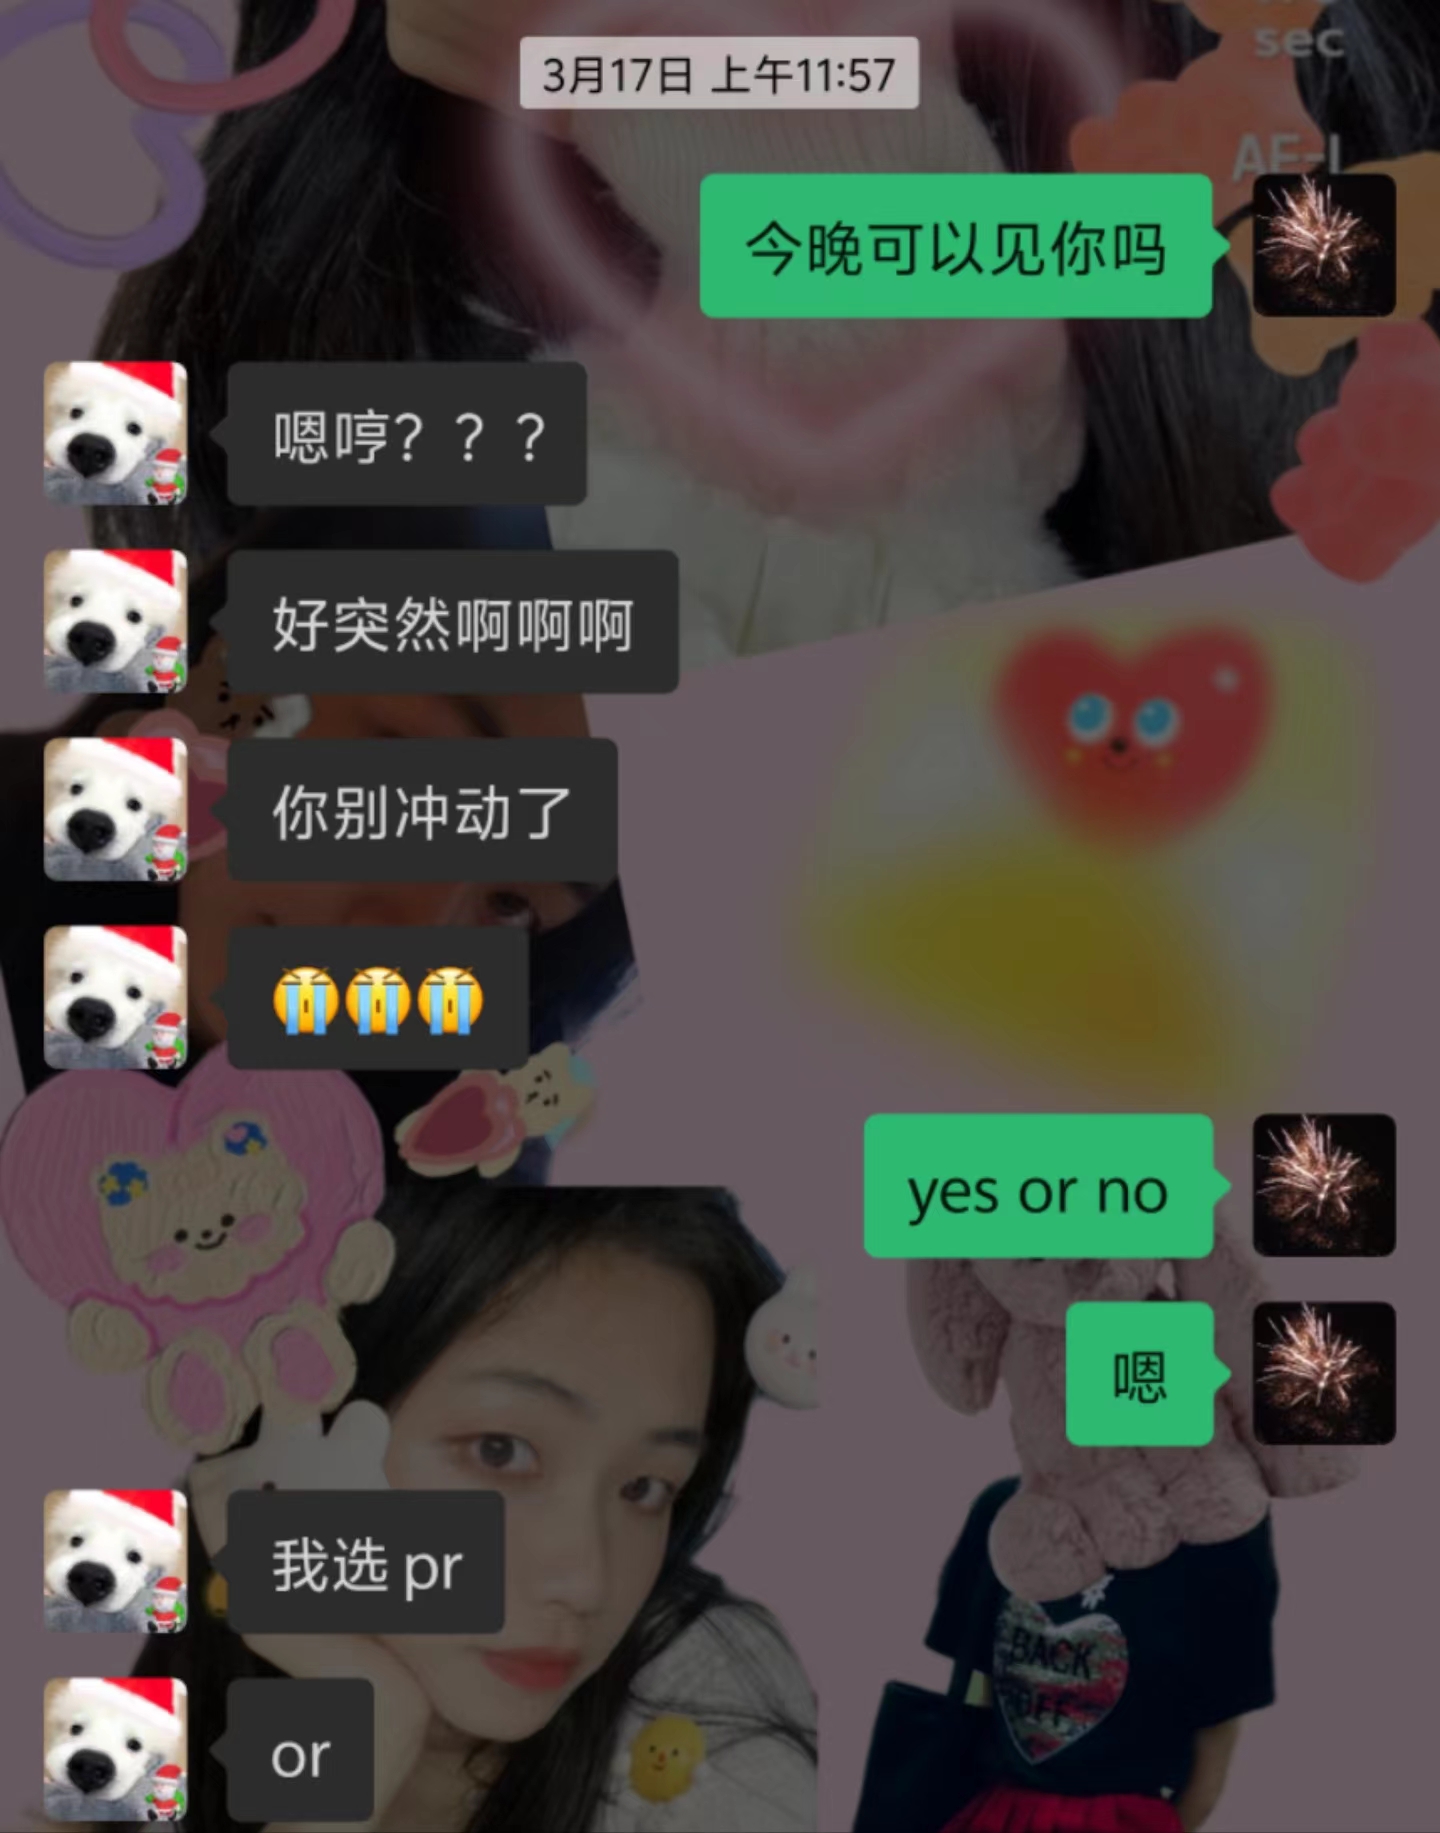 sec
3月17日 上午11:57
AF-L
今晚可以见你吗
嗯哼？？？
好突然啊啊啊
你别冲动了
😭😭😭
yes or no
嗯
我选 pr
BACK
OFF
or